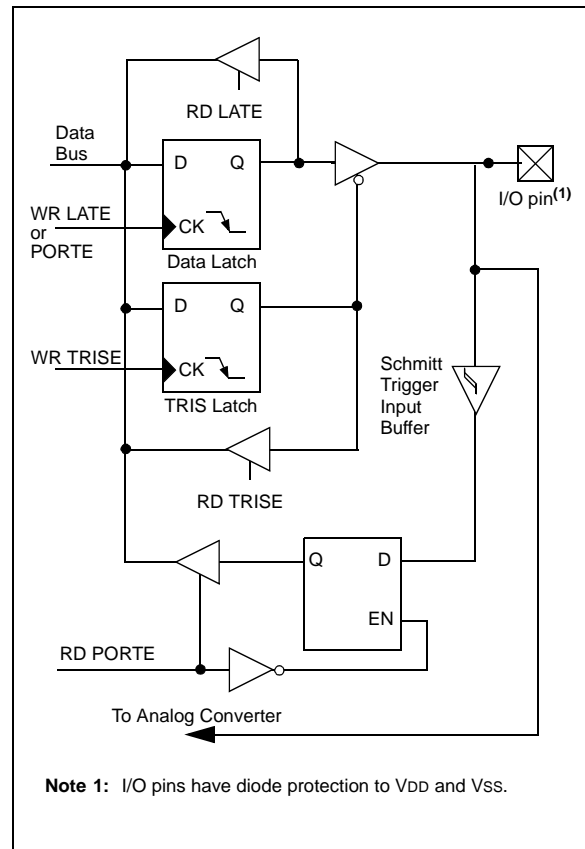 RD LATE
Data
Bus
D Q
I/O pin(1)
WR LATE
or
PORTE
CK
Data Latch
D Q
WR TRISE
CK
TRIS Latch
Schmitt
Trigger
Input
Buffer
RD TRISE
Q D
EN
RD PORTE
To Analog Converter
Note 1: I/O pins have diode protection to VDD and VSS.